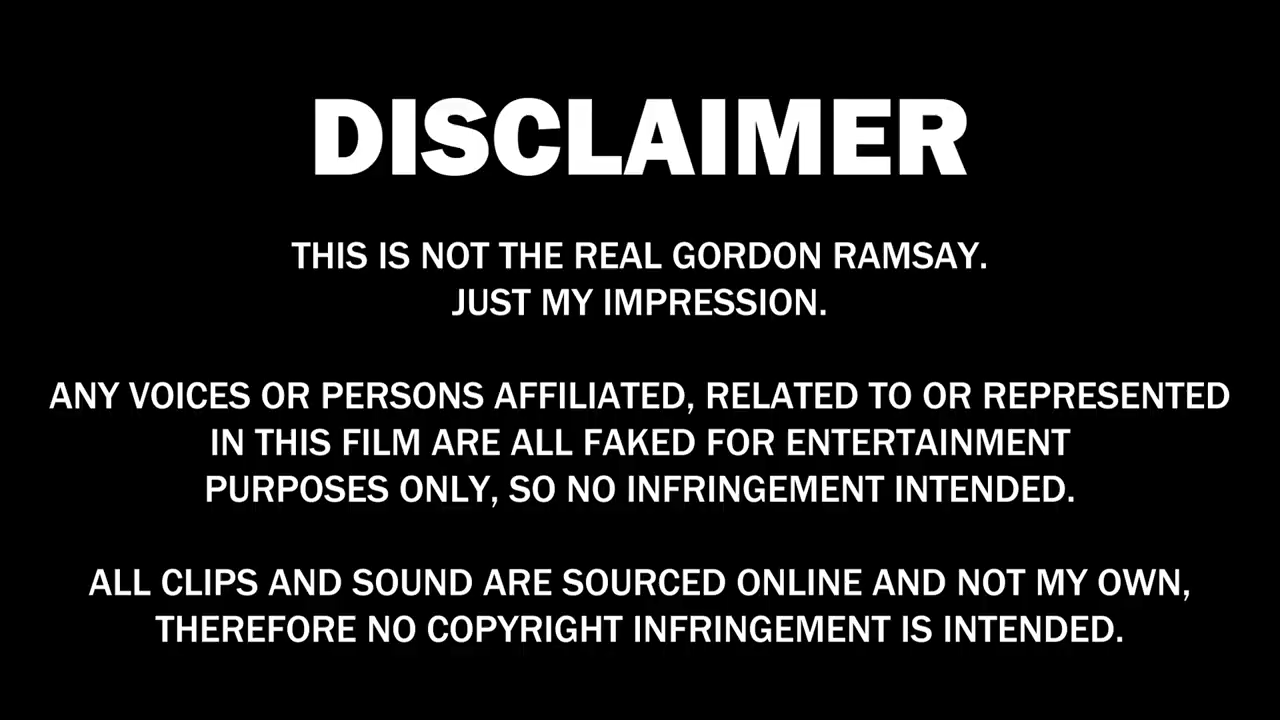 DISCLAIMER
THIS IS NOT THE REAL GORDON RAMSAY.
JUST MY IMPRESSION.
ANY VOICES OR PERSONS AFFILIATED, RELATED TO OR REPRESENTED
IN THIS FILM ARE ALL FAKED FOR ENTERTAINMENT
PURPOSES ONLY, SO NO INFRINGEMENT INTENDED.
ALL CLIPS AND SOUND ARE SOURCED ONLINE AND NOT MY OWN,
THEREFORE NO COPYRIGHT INFRINGEMENT IS INTENDED.